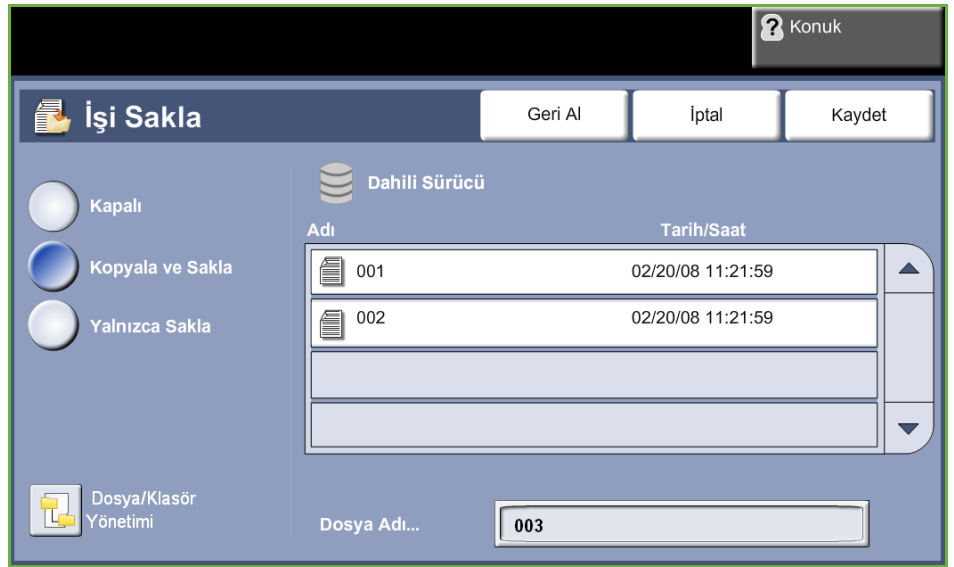 Konuk
İşi Sakla
Geri Al
İptal
Kaydet
Kapalı
Kopyala ve Sakla
Yalnızca Sakla
Dahili Sürücü
Adı Tarih/Saat
001 02/20/08 11:21:59
002 02/20/08 11:21:59
Dosya/Klasör
Yönetimi
Dosya Adı...
003